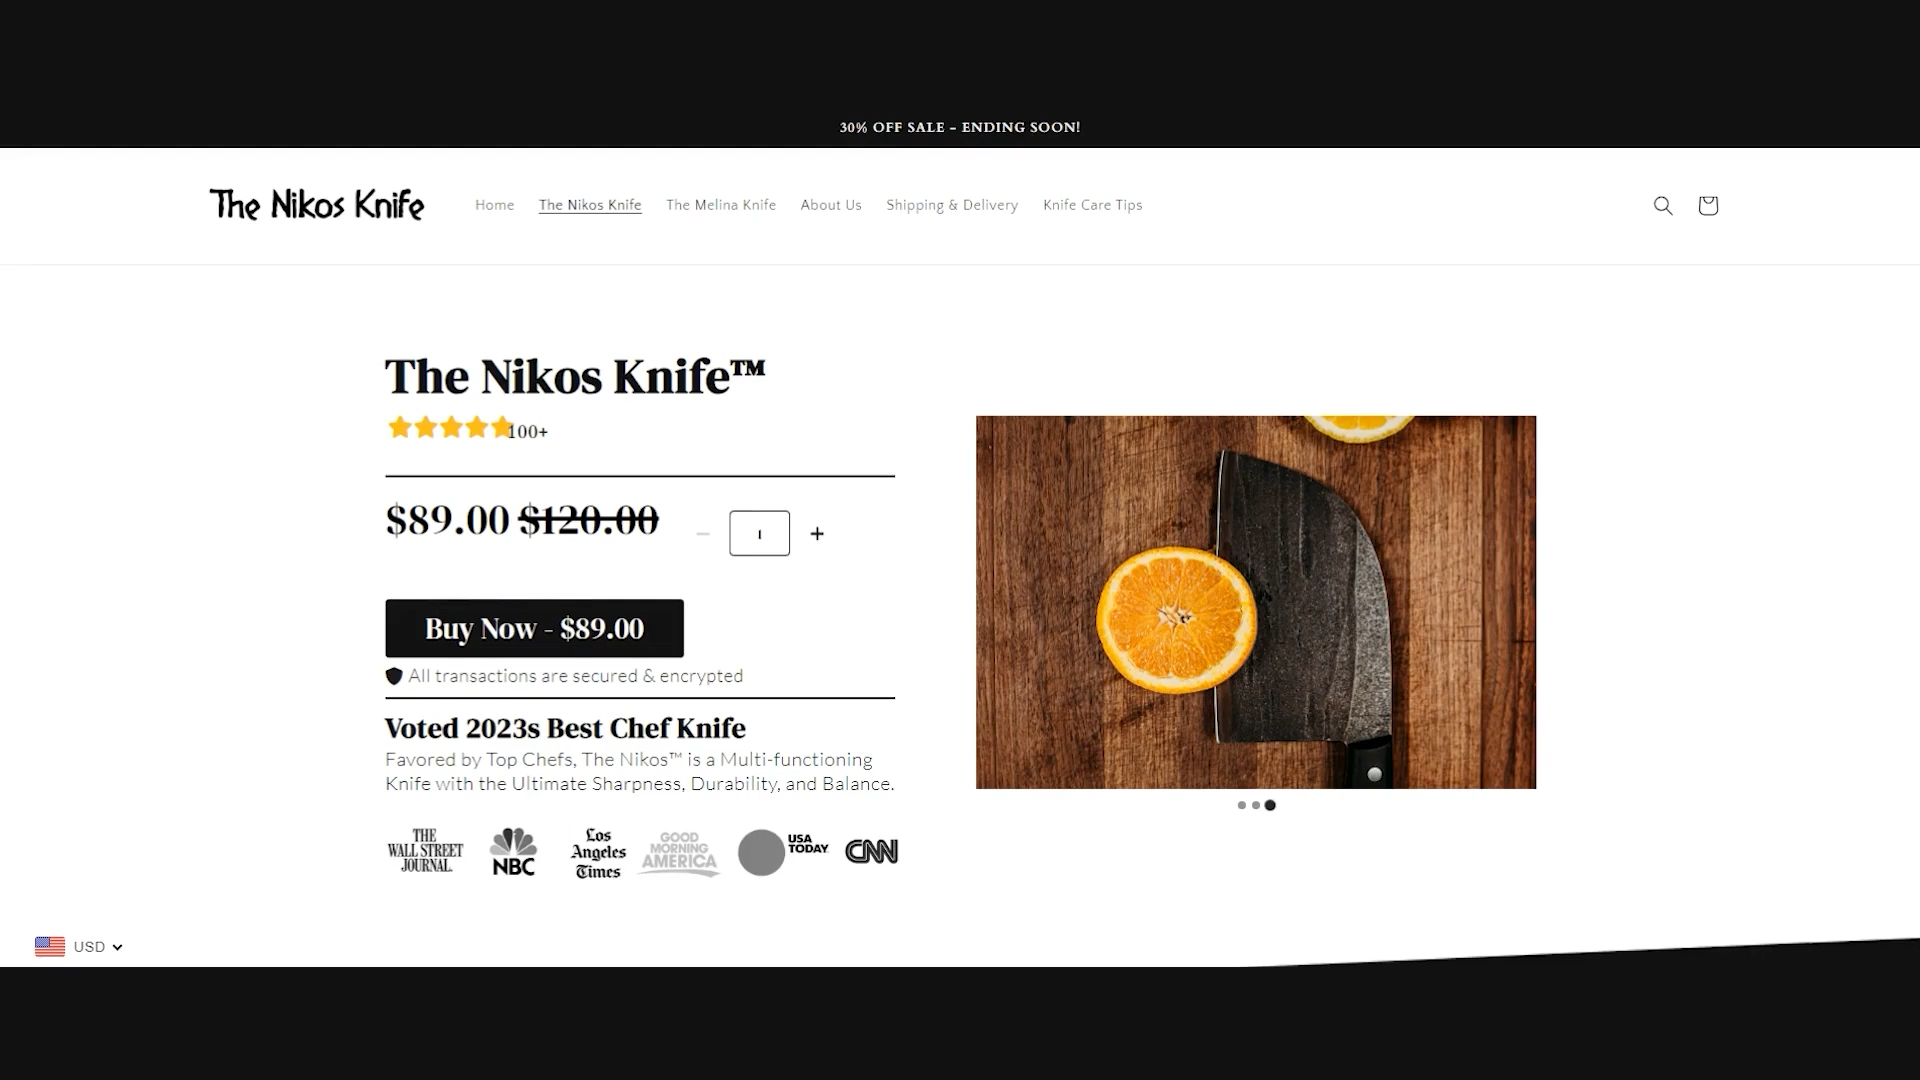 30% OFF SALE - ENDING SOON!
The Nikos Knife
Home The Nikos Knife The Melina Knife About Us Shipping & Delivery Knife Care Tips
The Nikos Knife™
100+
$89.00 $120.00
1
Buy Now - $89.00
All transactions are secured & encrypted
Voted 2023s Best Chef Knife
Favored by Top Chefs, The Nikos™ is a Multi-functioning
Knife with the Ultimate Sharpness, Durability, and Balance.
THE
WALL STREET
JOURNAL.
NBC
Los
Angeles
Times
GOOD
MORNING
AMERICA
USA
TODAY
CNN
USD